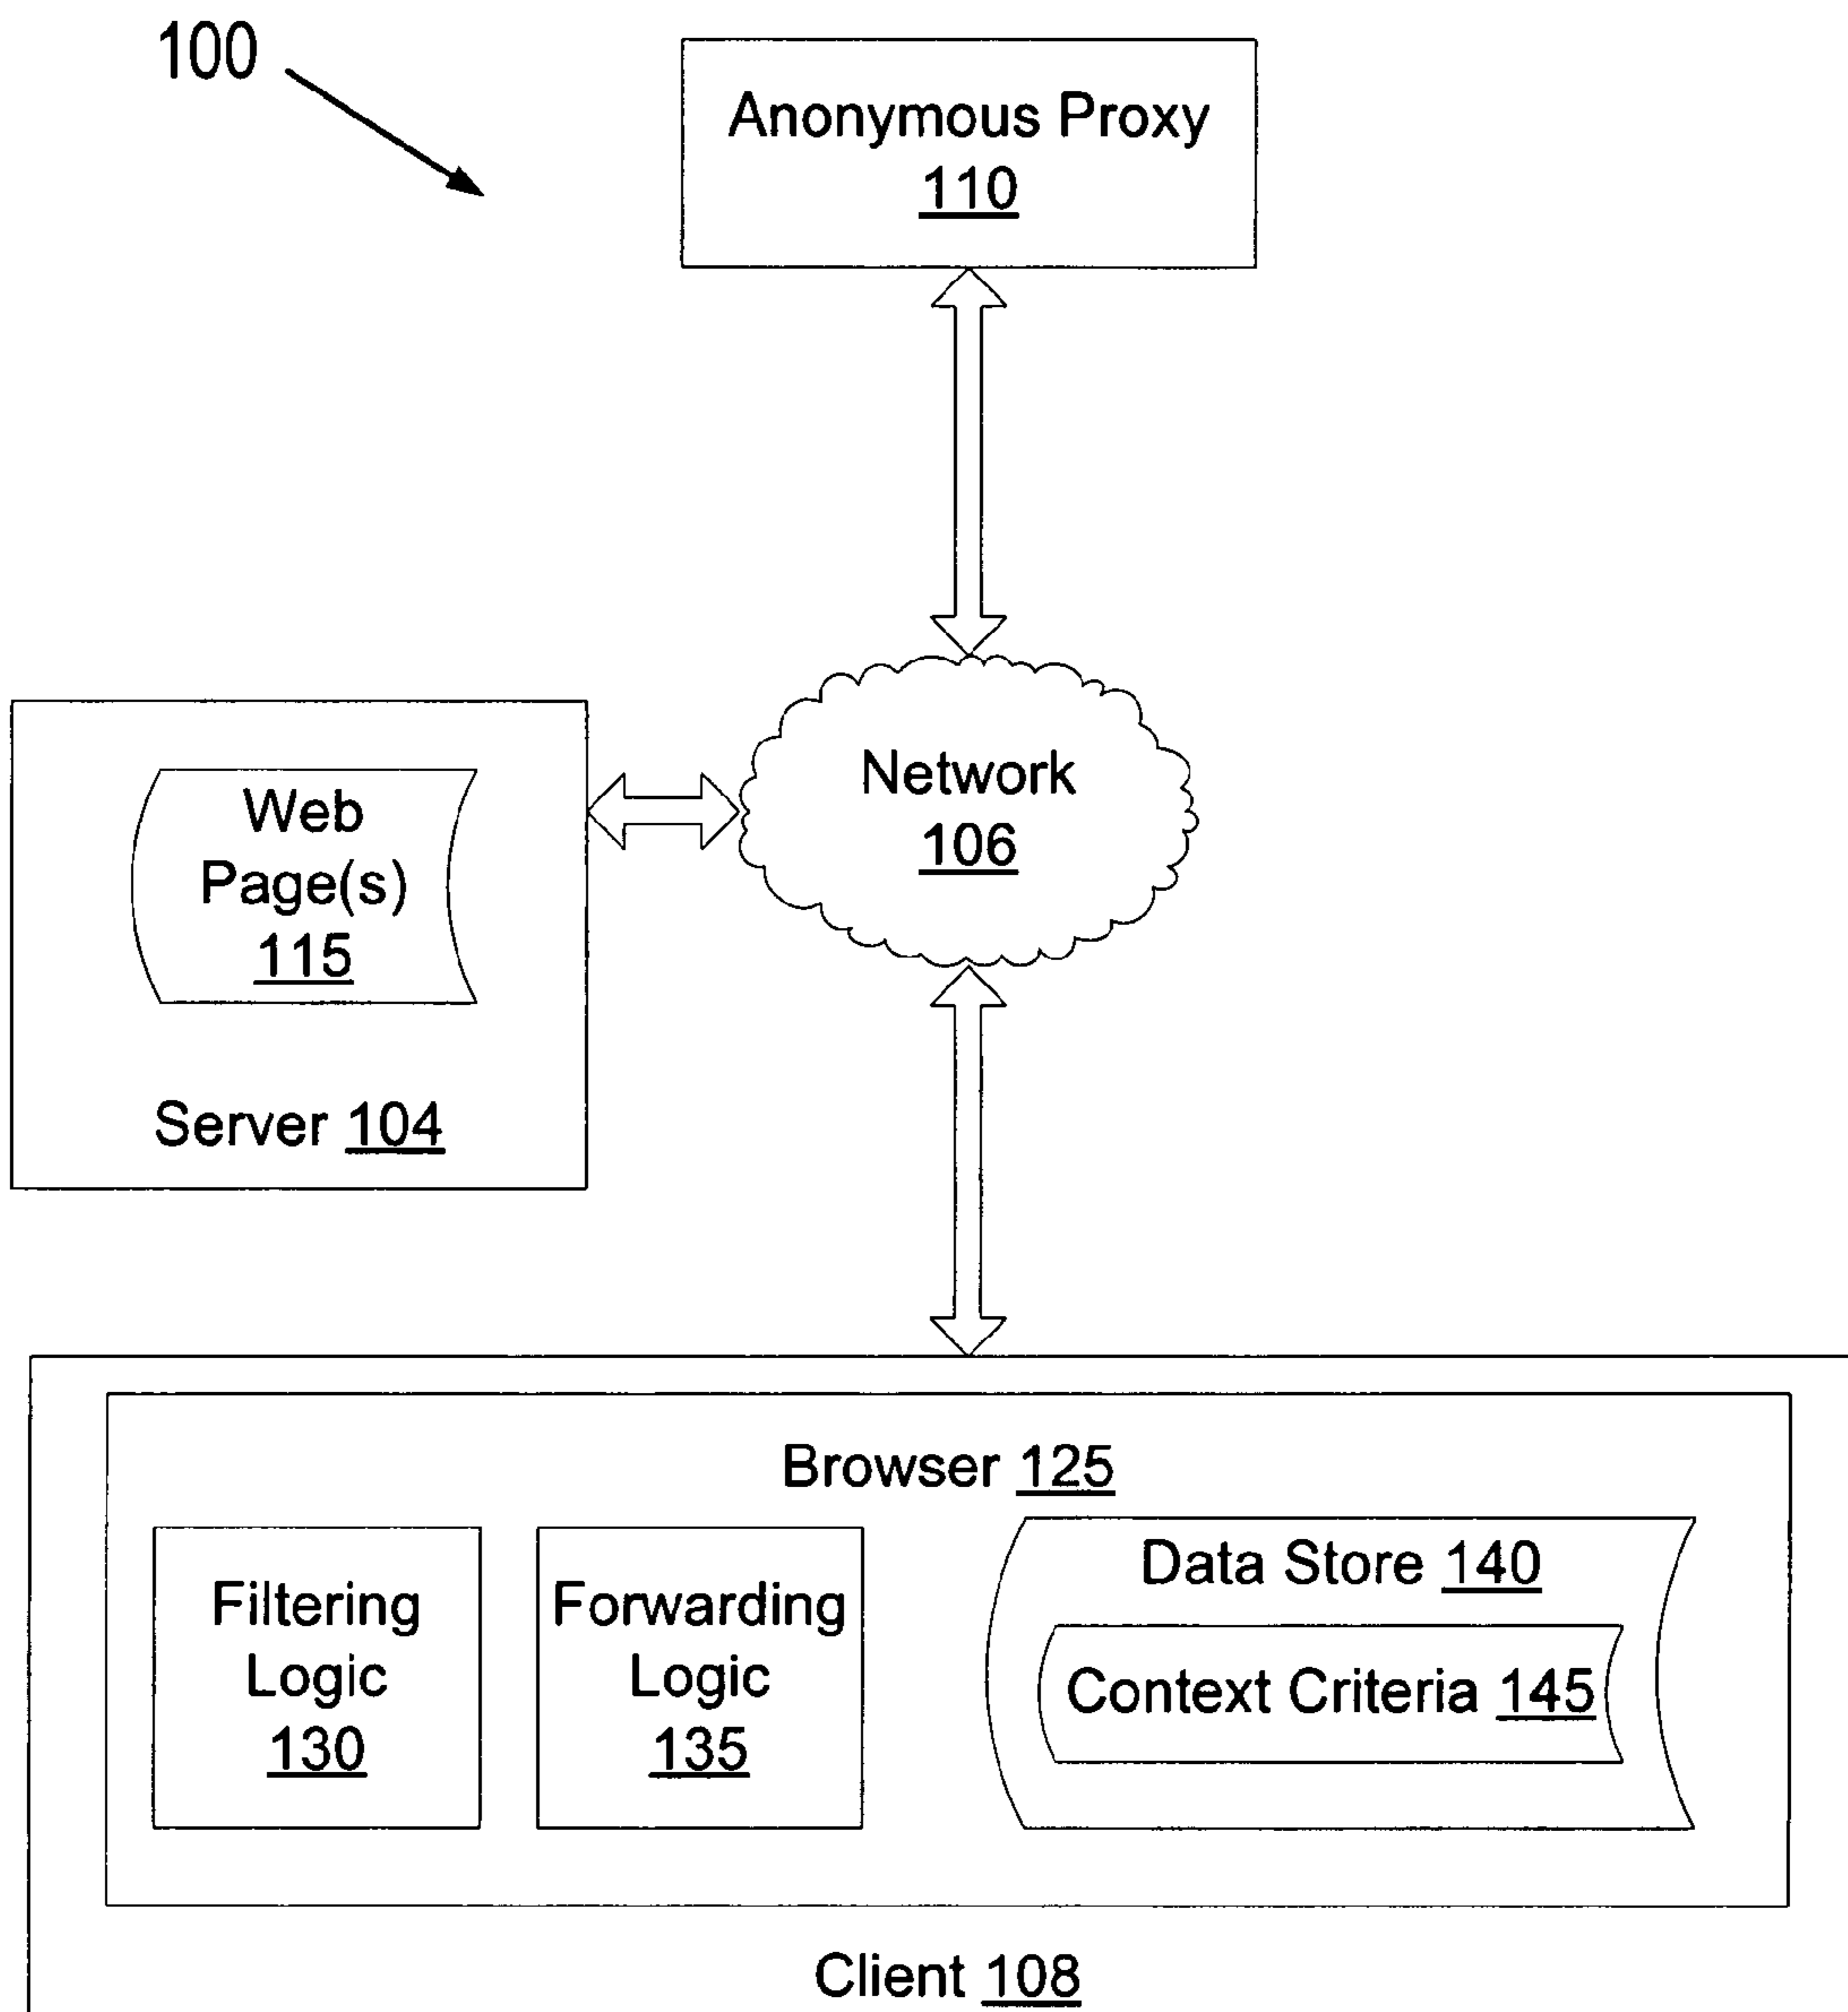 100
Anonymous Proxy
110
Network
106
Web
Page(s)
115
Server 104
Browser 125
Filtering
Logic
130
Forwarding
Logic
135
Data Store 140
Context Criteria 145
Client 108